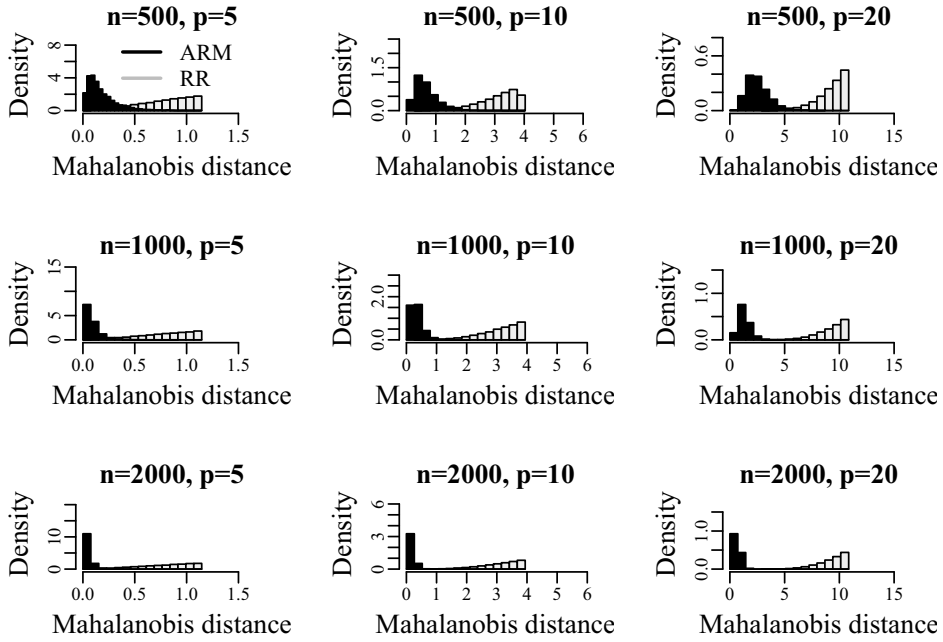 n=500, p=5
n=500, p=10
n=500, p=20
Density
0 4 8
ARM
RR
0.0 0.5 1.0 1.5
Mahalanobis distance
Density
0.0 1.5
0 1 2 3 4 5 6
Mahalanobis distance
Density
0.0 0.6
0 5 10 15
Mahalanobis distance
n=1000, p=5
n=1000, p=10
n=1000, p=20
Density
0 5 15
0.0 0.5 1.0 1.5
Mahalanobis distance
Density
0.0 2.0
0 1 2 3 4 5 6
Mahalanobis distance
Density
0.0 1.0
0 5 10 15
Mahalanobis distance
n=2000, p=5
n=2000, p=10
n=2000, p=20
Density
0 10
0.0 0.5 1.0 1.5
Mahalanobis distance
Density
0 3 6
0 1 2 3 4 5 6
Mahalanobis distance
Density
0.0 1.0
0 5 10 15
Mahalanobis distance